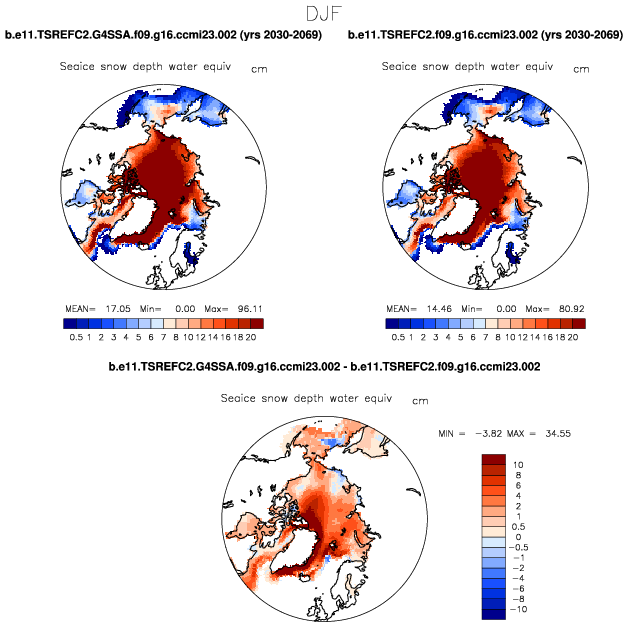 DJF
b.e11.TSREFC2.G4SSA.f09.g16.ccmi23.002 (yrs 2030-2069)
b.e11.TSREFC2.f09.g16.ccmi23.002 (yrs 2030-2069)
Seaice snow depth water equiv cm
Seaice snow depth water equiv cm
MEAN= 17.05 Min= 0.00 Max= 96.11
MEAN= 14.46 Min= 0.00 Max= 80.92
0.5 1 2 3 4 5 6 7 8 10 12 14 16 18 20
0.5 1 2 3 4 5 6 7 8 10 12 14 16 18 20
b.e11.TSREFC2.G4SSA.f09.g16.ccmi23.002 - b.e11.TSREFC2.f09.g16.ccmi23.002
Seaice snow depth water equiv cm
MIN = -3.82 MAX = 34.55
10
8
6
4
2
1
0.5
0
-0.5
-1
-2
-4
-6
-8
-10